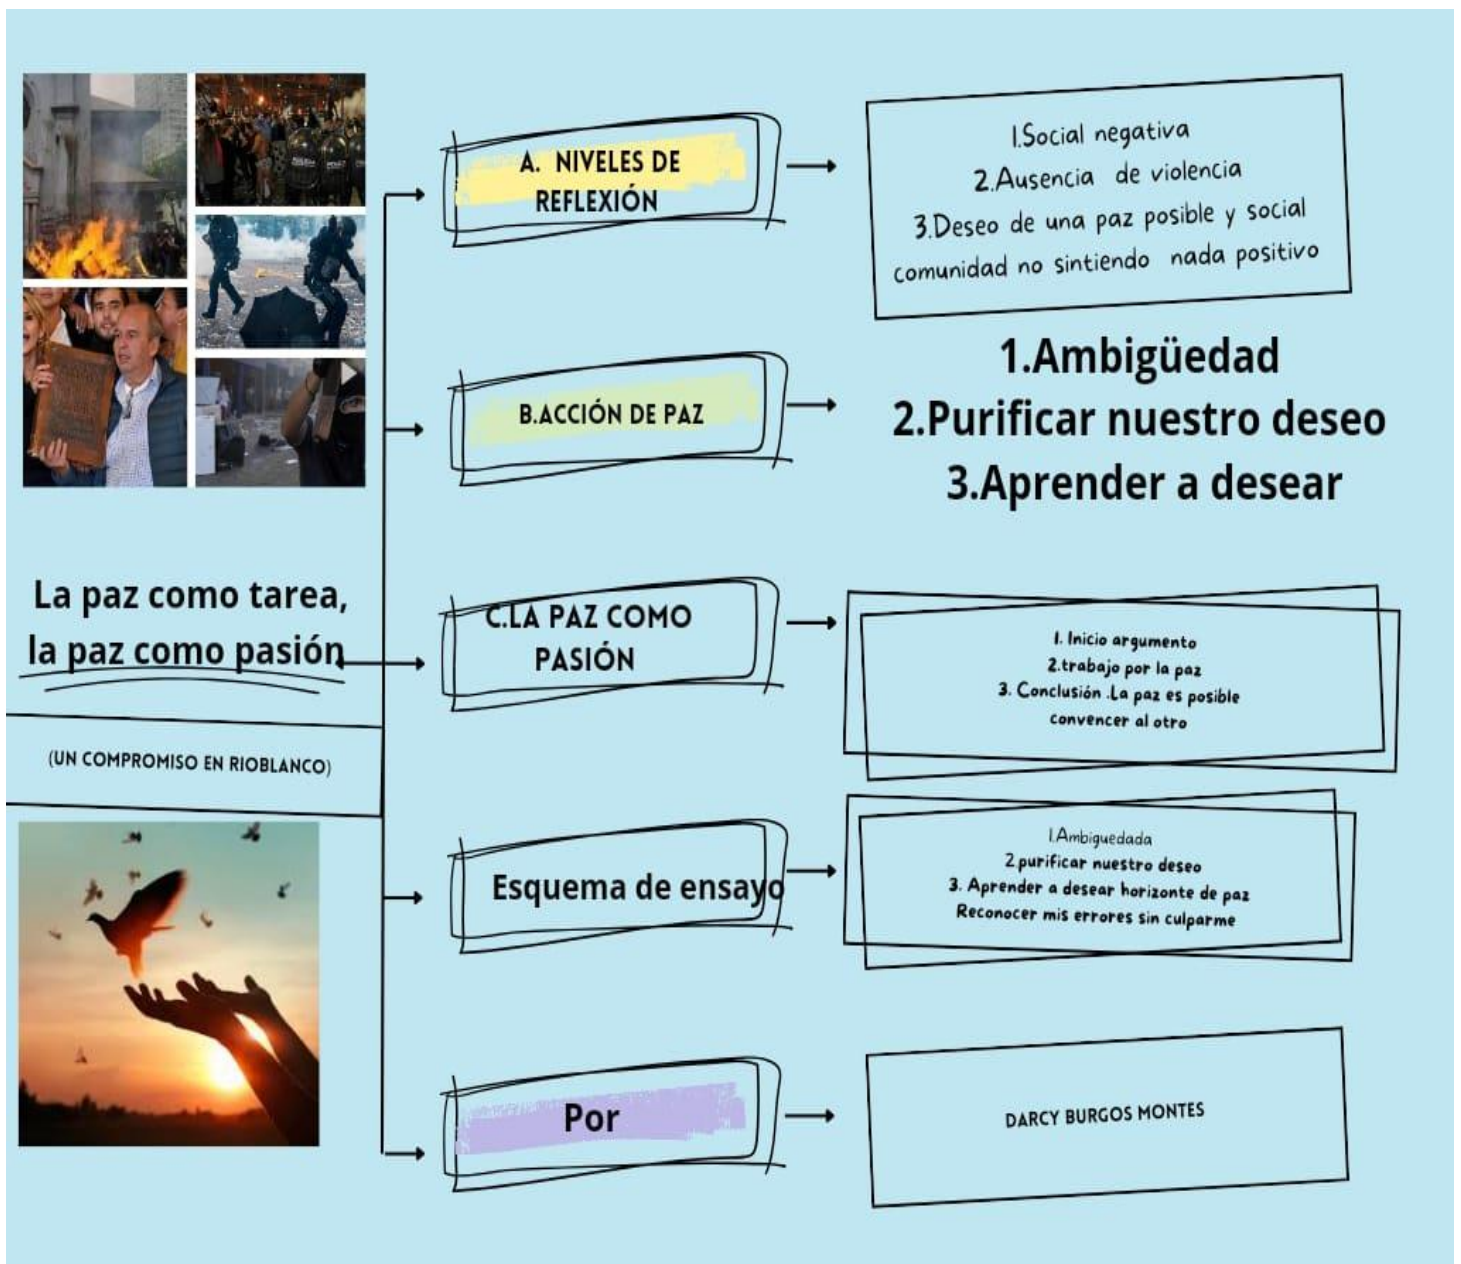 La paz como tarea,
la paz como pasión
(UN COMPROMISO EN RIOBLANCO)
A. NIVELES DE
REFLEXIÓN
1.Social negativa
2.Ausencia de violencia
3.Deseo de una paz posible y social
comunidad no sintiendo nada positivo
B.ACCIÓN DE PAZ
1.Ambigüedad
2.Purificar nuestro deseo
3.Aprender a desear
C.LA PAZ COMO
PASIÓN
1. Inicio argumento
2.trabajo por la paz
3. Conclusión .La paz es posible
convencer al otro
Esquema de ensayo
1.Ambiguedada
2.purificar nuestro deseo
3. Aprender a desear horizonte de paz
Reconocer mis errores sin culparme
Por
DARCY BURGOS MONTES